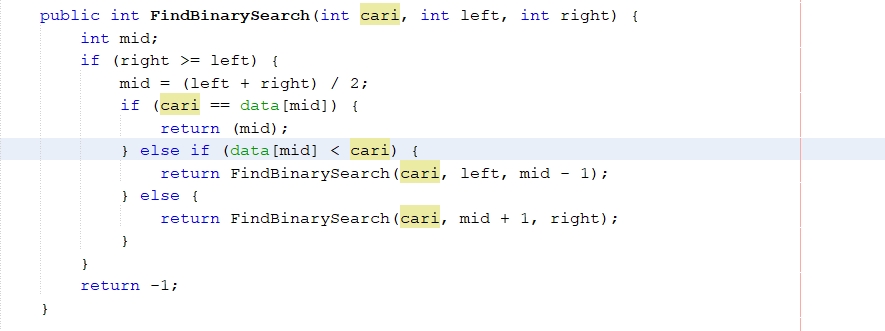 public int FindBinarySearch(int cari, int left, int right) {
    int mid;
    if (right >= left) {
        mid = (left + right) / 2;
        if (cari == data[mid]) {
            return (mid);
        } else if (data[mid] < cari) {
            return FindBinarySearch(cari, left, mid - 1);
        } else {
            return FindBinarySearch(cari, mid + 1, right);
        }
    }
    return -1;
}